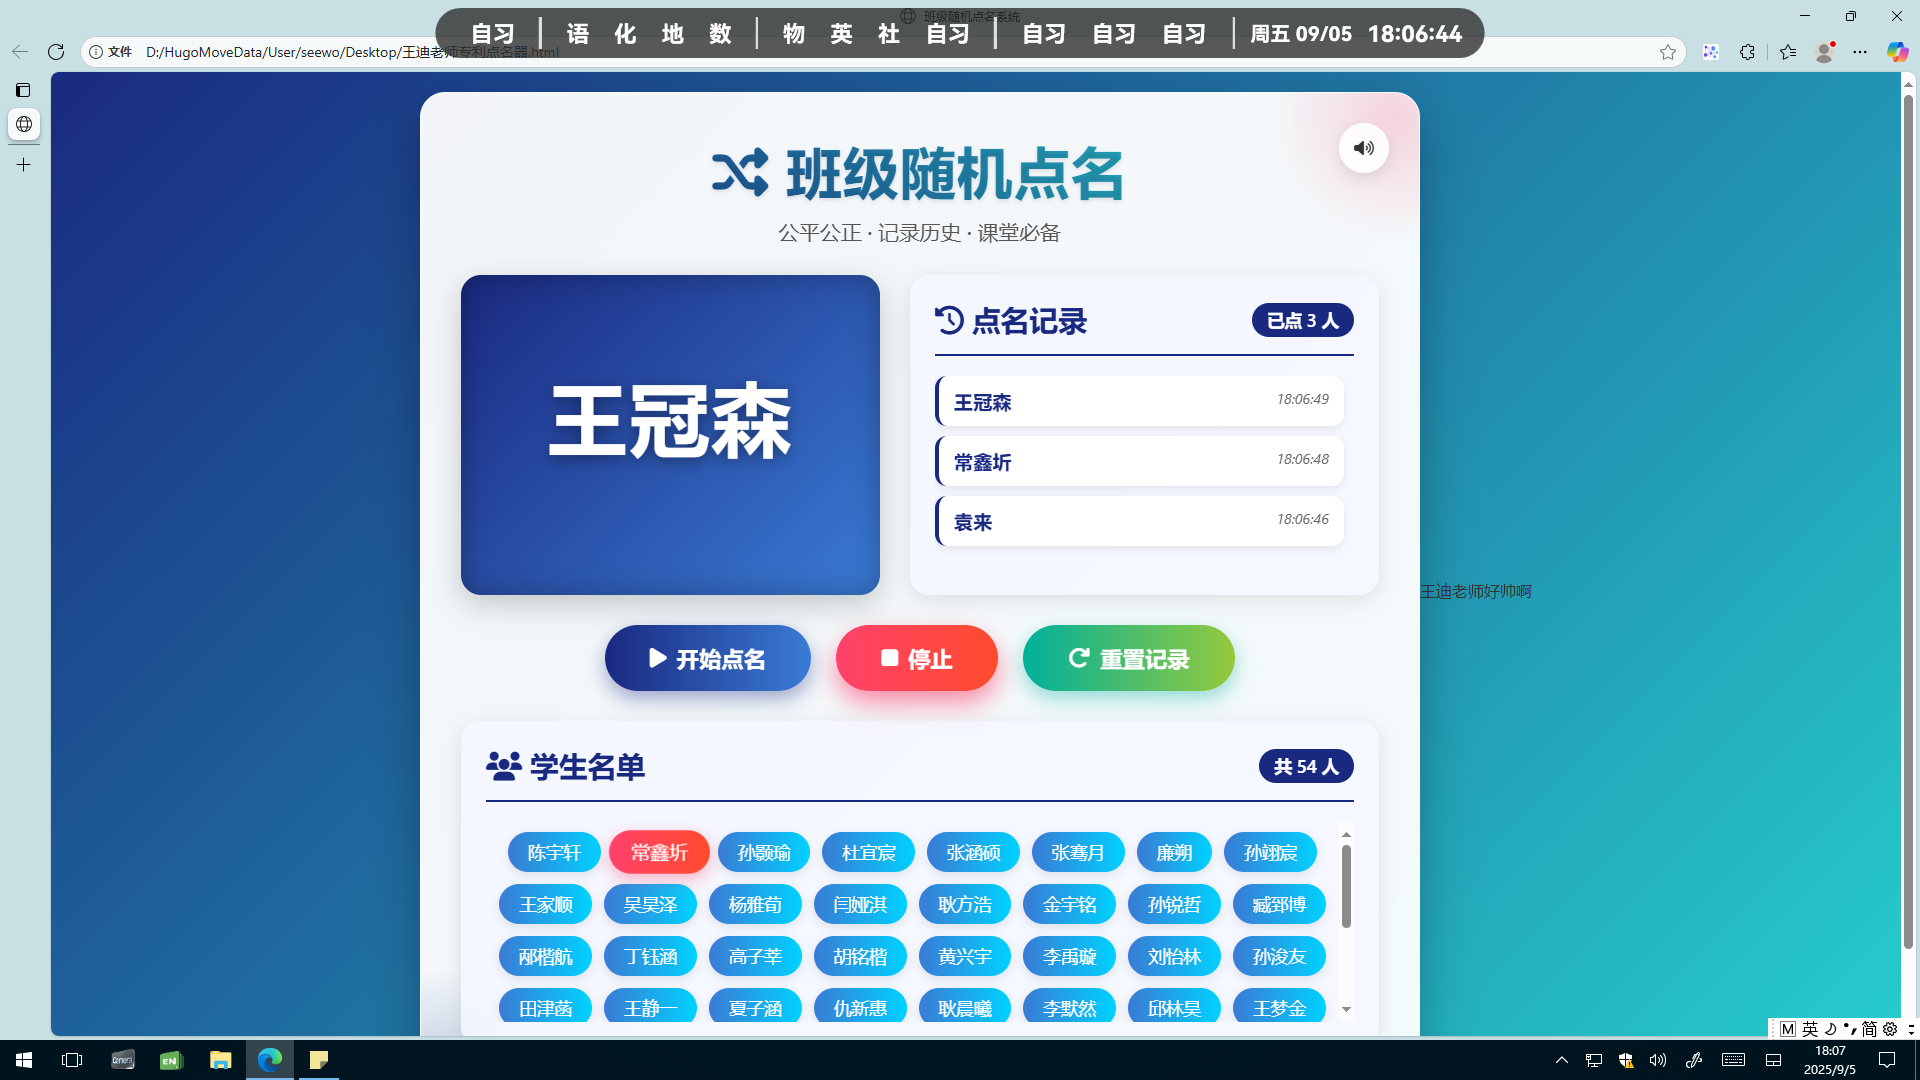 班级随机点名系统
自习 语 化 地 数 物 英 社 自习 自习 自习 自习 周五 09/05 18:06:44
文件 D:/HugoMoveData/User/seewo/Desktop/王迪老师专利点名器.html
班级随机点名
公平公正 · 记录历史 · 课堂必备
王冠森
点名记录
已点 3 人
王冠森 18:06:49
常鑫圻 18:06:48
袁来 18:06:46
王迪老师好帅啊
开始点名 停止 重置记录
学生名单
共 54 人
陈宇轩 常鑫圻 孙颢瑜 杜宜宸 张涵硕 张骞月 廉朔 孙翊宸
王家顺 吴昊泽 杨雅荀 闫娅淇 耿方浩 金宇铭 孙锐哲 臧郅博
邴楷航 丁钰涵 高子莘 胡铭楷 黄兴宇 李禹璇 刘怡林 孙浚友
田津菡 王静一 夏子涵 仇新惠 耿晨曦 李默然 邱林昊 王梦金
M 英 简
Camera
EN
18:07
2025/9/5